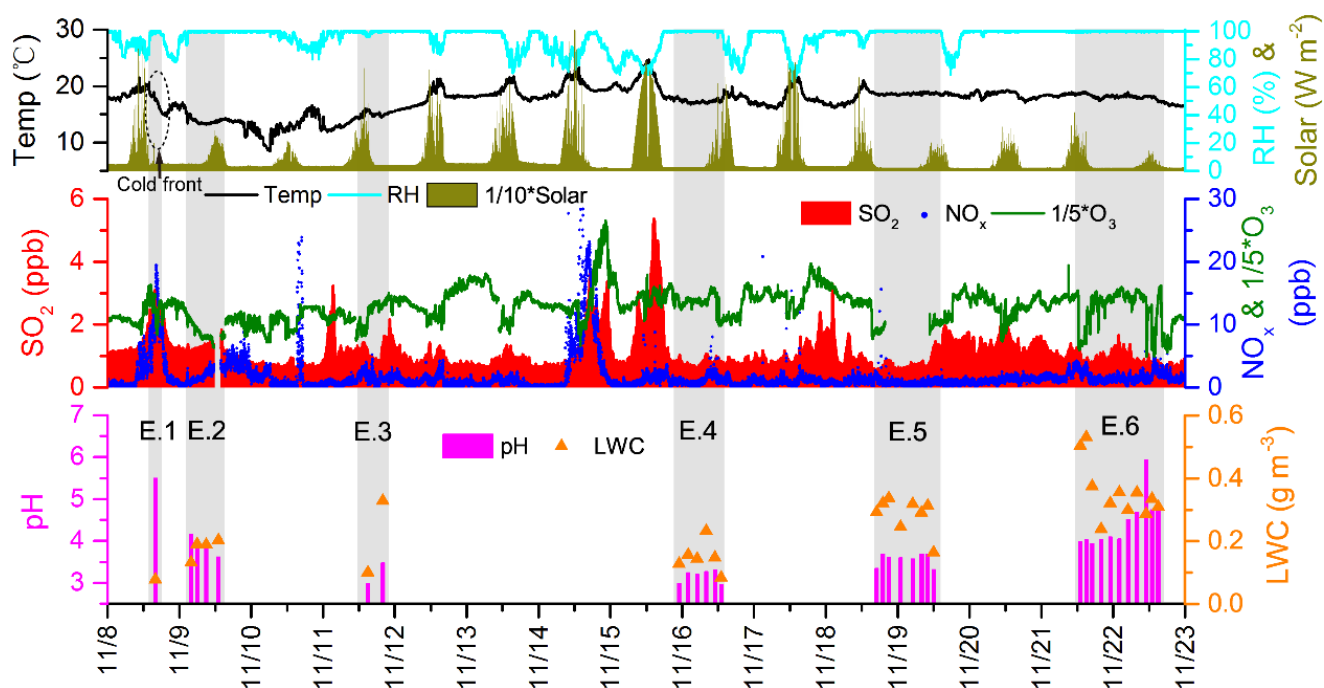 30
20
10
Temp (℃)
100
80
60
40
20
0
RH (%) &
Solar (W m-2)
Cold front
Temp
RH
1/10*Solar
6
4
2
0
SO2 (ppb)
SO2
NOx
1/5*O3
30
20
10
0
NOx & 1/5*O3
(ppb)
7
6
5
4
3
pH
E.1
E.2
E.3
E.4
E.5
E.6
pH
LWC
0.6
0.4
0.2
0.0
LWC (g m-3)
11/8
11/9
11/10
11/11
11/12
11/13
11/14
11/15
11/16
11/17
11/18
11/19
11/20
11/21
11/22
11/23